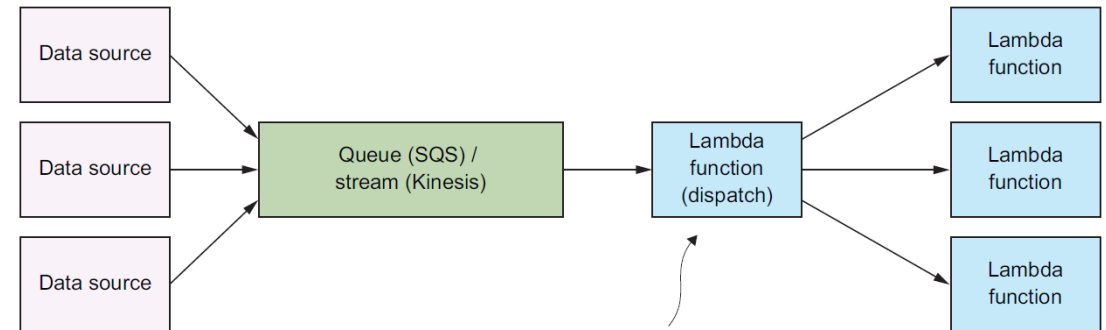 Data source
Data source
Data source
Queue (SQS) /
stream (Kinesis)
Lambda
function
(dispatch)
Lambda
function
Lambda
function
Lambda
function